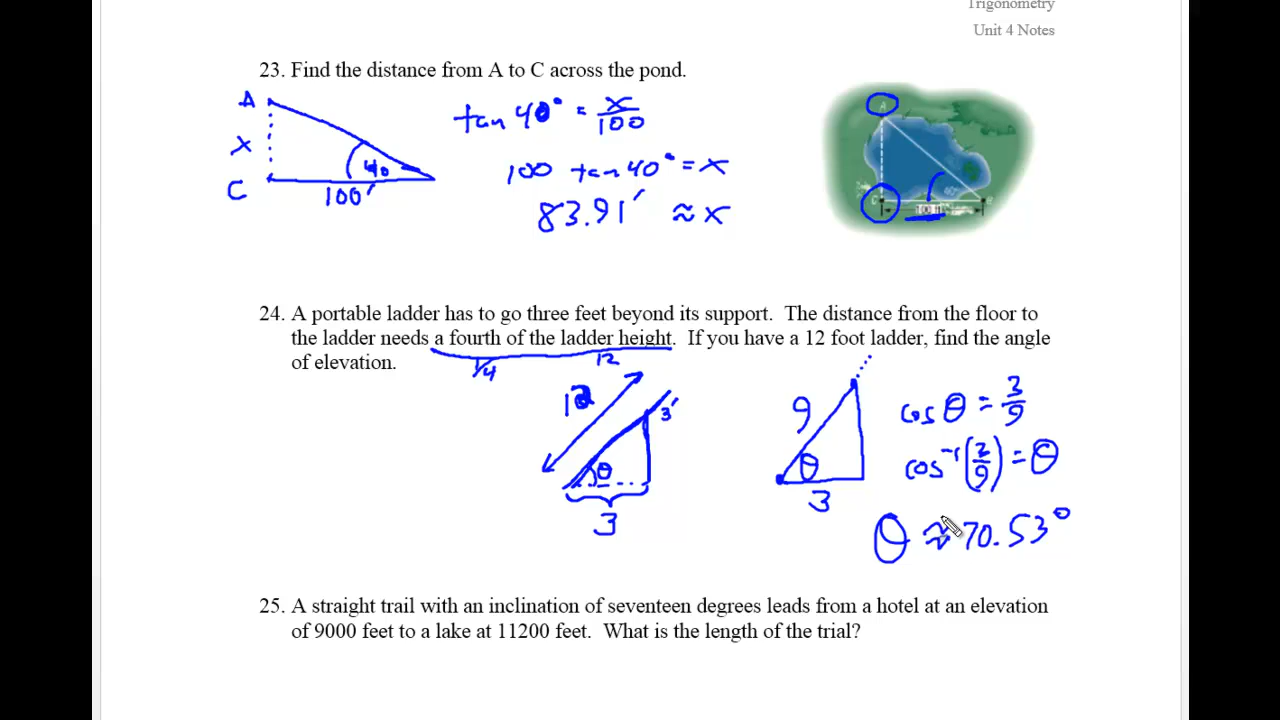 Trigonometry
Unit 4 Notes
23. Find the distance from A to C across the pond.
A
x
C
40
100'
tan 40° = x/100
100 tan 40° = x
83.91' ≈ x
A
40°
24. A portable ladder has to go three feet beyond its support. The distance from the floor to
the ladder needs a fourth of the ladder height. If you have a 12 foot ladder, find the angle
of elevation.
1/4
12
12
3'
θ
3
9
θ
3
cos θ = 3/9
cos⁻¹(3/9) = θ
θ ≈ 70.53°
25. A straight trail with an inclination of seventeen degrees leads from a hotel at an elevation
of 9000 feet to a lake at 11200 feet. What is the length of the trial?